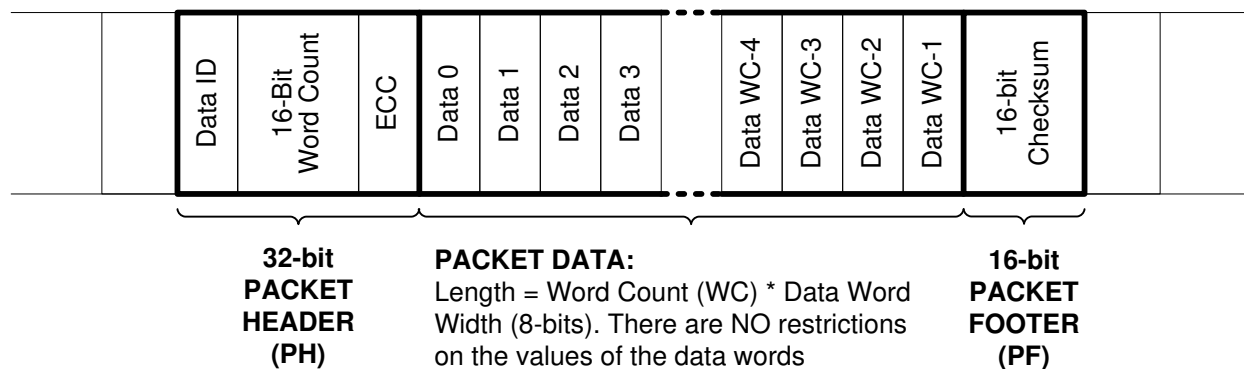 Data ID
16-Bit
Word Count
ECC
Data 0
Data 1
Data 2
Data 3
Data WC-4
Data WC-3
Data WC-2
Data WC-1
16-bit
Checksum
32-bit
PACKET
HEADER
(PH)
PACKET DATA:
Length = Word Count (WC) * Data Word
Width (8-bits). There are NO restrictions
on the values of the data words
16-bit
PACKET
FOOTER
(PF)